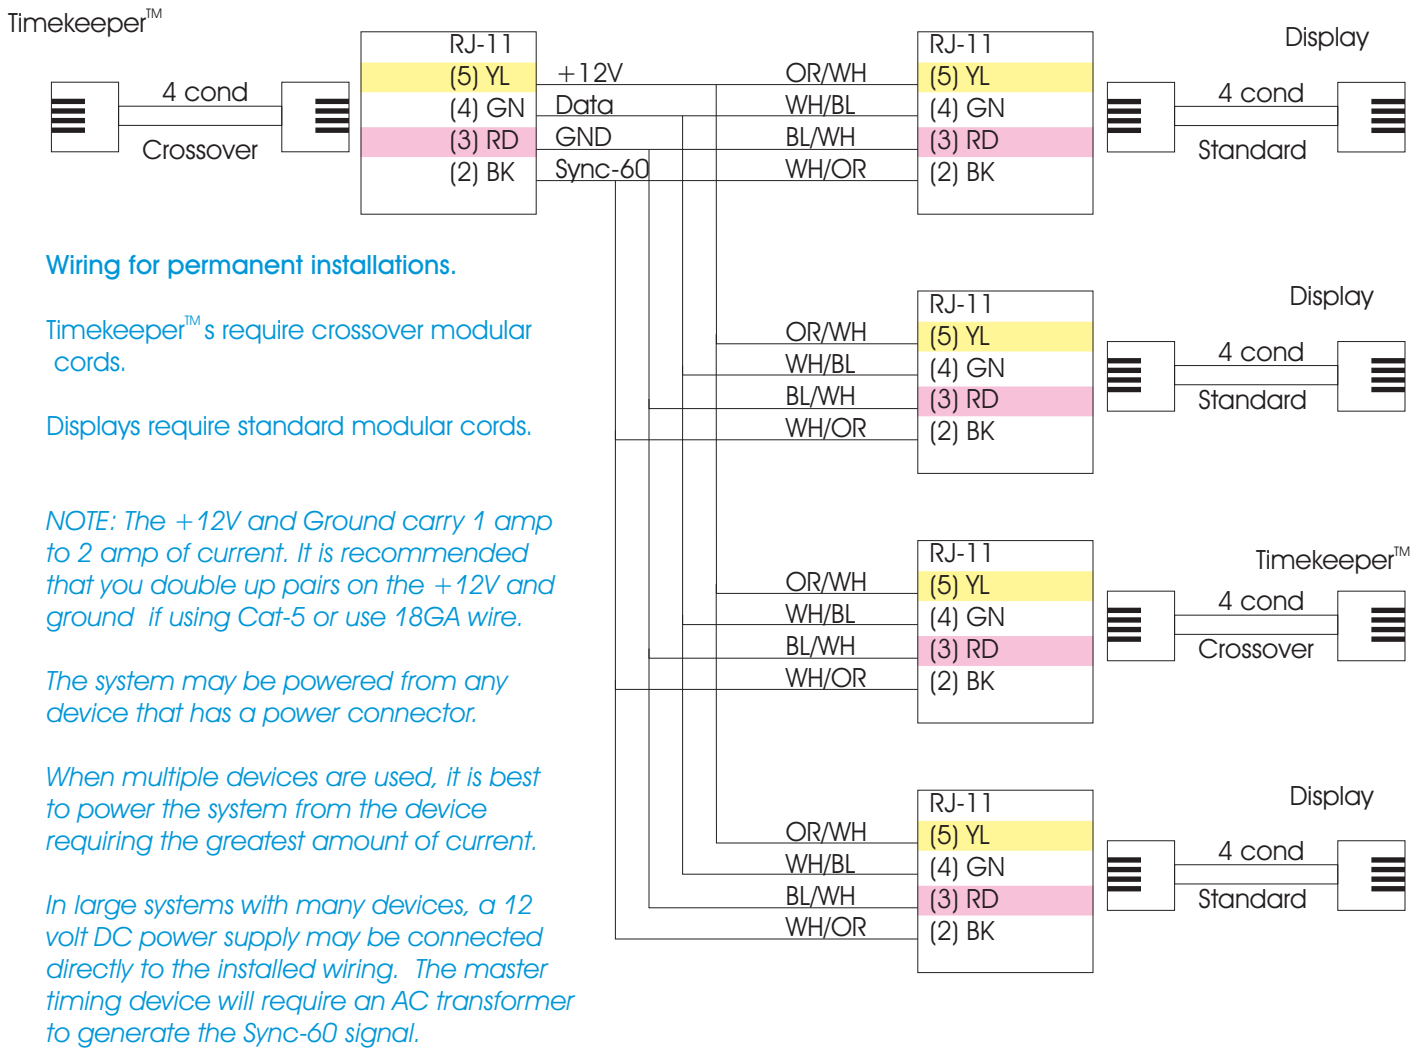 Timekeeper™
4 cond
Crossover
RJ-11
(5) YL
(4) GN
(3) RD
(2) BK
+12V
Data
GND
Sync-60
OR/WH
WH/BL
BL/WH
WH/OR
RJ-11
(5) YL
(4) GN
(3) RD
(2) BK
Display
4 cond
Standard
Wiring for permanent installations.
Timekeeper™s require crossover modular
cords.
Displays require standard modular cords.
NOTE: The +12V and Ground carry 1 amp
to 2 amp of current. It is recommended
that you double up pairs on the +12V and
ground if using Cat-5 or use 18GA wire.
The system may be powered from any
device that has a power connector.
When multiple devices are used, it is best
to power the system from the device
requiring the greatest amount of current.
In large systems with many devices, a 12
volt DC power supply may be connected
directly to the installed wiring. The master
timing device will require an AC transformer
to generate the Sync-60 signal.
OR/WH
WH/BL
BL/WH
WH/OR
RJ-11
(5) YL
(4) GN
(3) RD
(2) BK
Display
4 cond
Standard
OR/WH
WH/BL
BL/WH
WH/OR
RJ-11
(5) YL
(4) GN
(3) RD
(2) BK
Timekeeper™
4 cond
Crossover
OR/WH
WH/BL
BL/WH
WH/OR
RJ-11
(5) YL
(4) GN
(3) RD
(2) BK
Display
4 cond
Standard